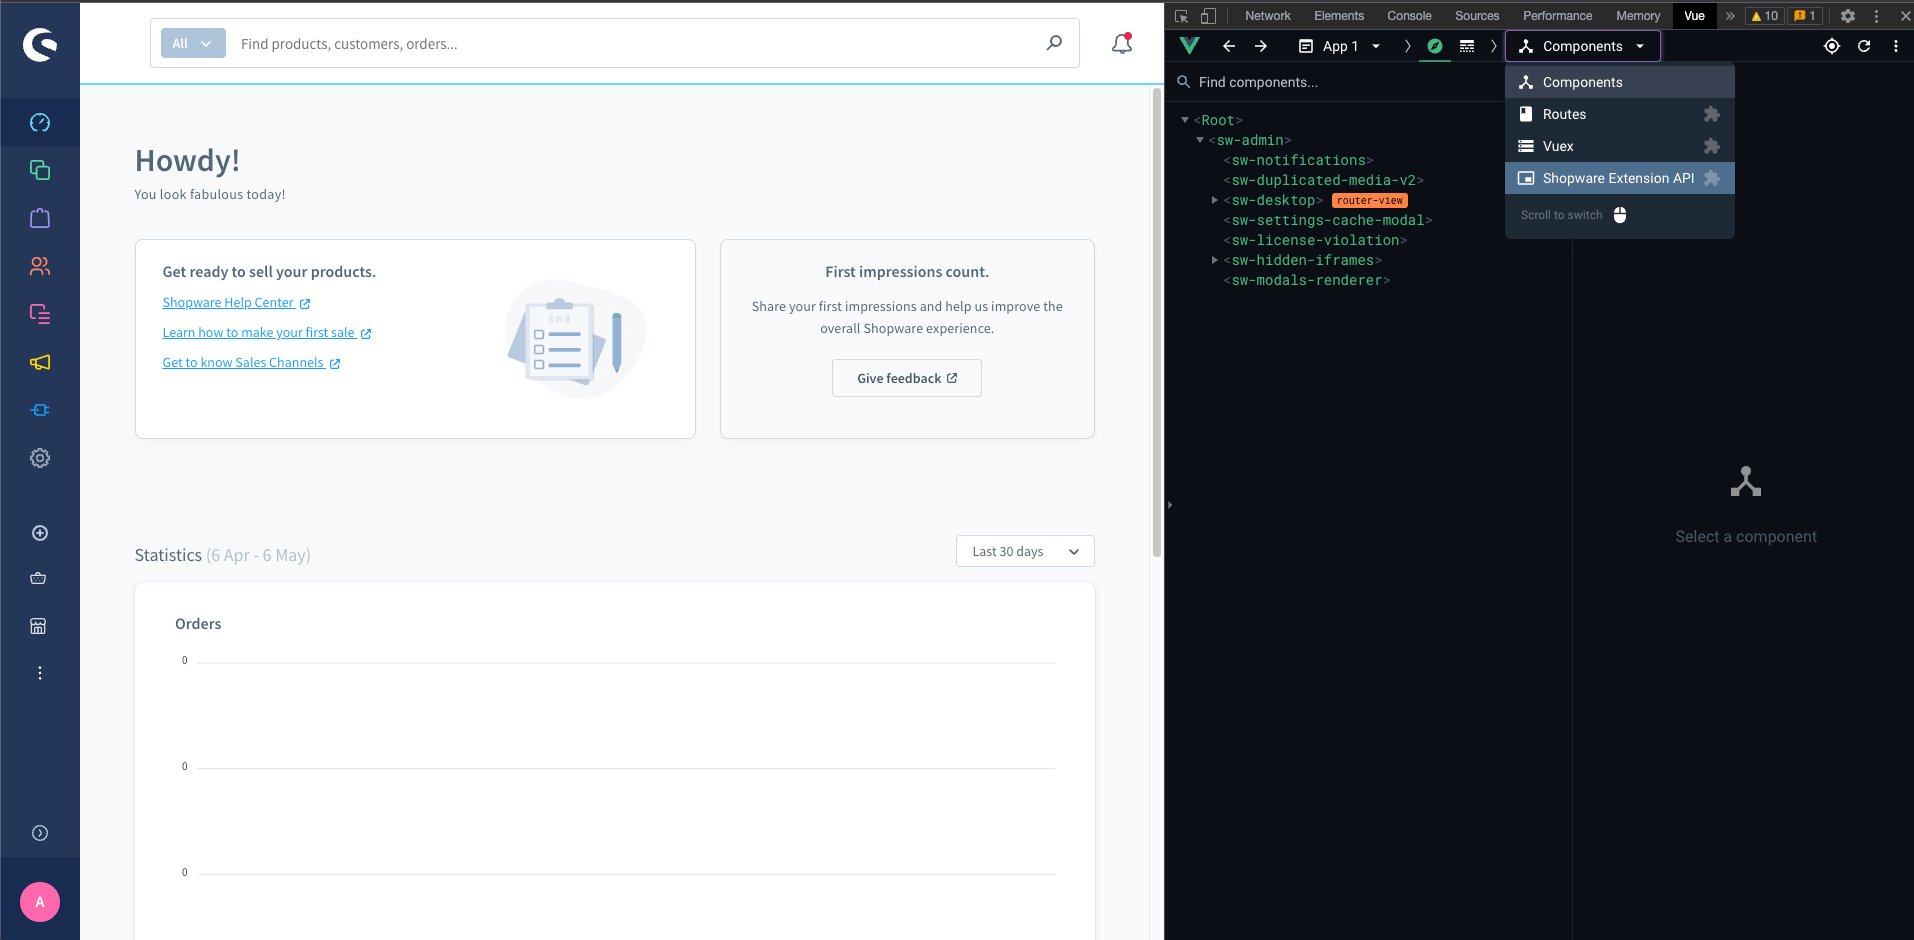 All
Find products, customers, orders...
Howdy!
You look fabulous today!
Get ready to sell your products.
Shopware Help Center
Learn how to make your first sale
Get to know Sales Channels
First impressions count.
Share your first impressions and help us improve the
overall Shopware experience.
Give feedback
Statistics (6 Apr - 6 May)
Last 30 days
Orders
0
0
0
A
Network Elements Console Sources Performance Memory Vue » 10 1
App 1 Components
Find components...
<Root>
<sw-admin>
<sw-notifications>
<sw-duplicated-media-v2>
<sw-desktop> router-view
<sw-settings-cache-modal>
<sw-license-violation>
<sw-hidden-iframes>
<sw-modals-renderer>
Components
Routes
Vuex
Shopware Extension API
Scroll to switch
Select a component